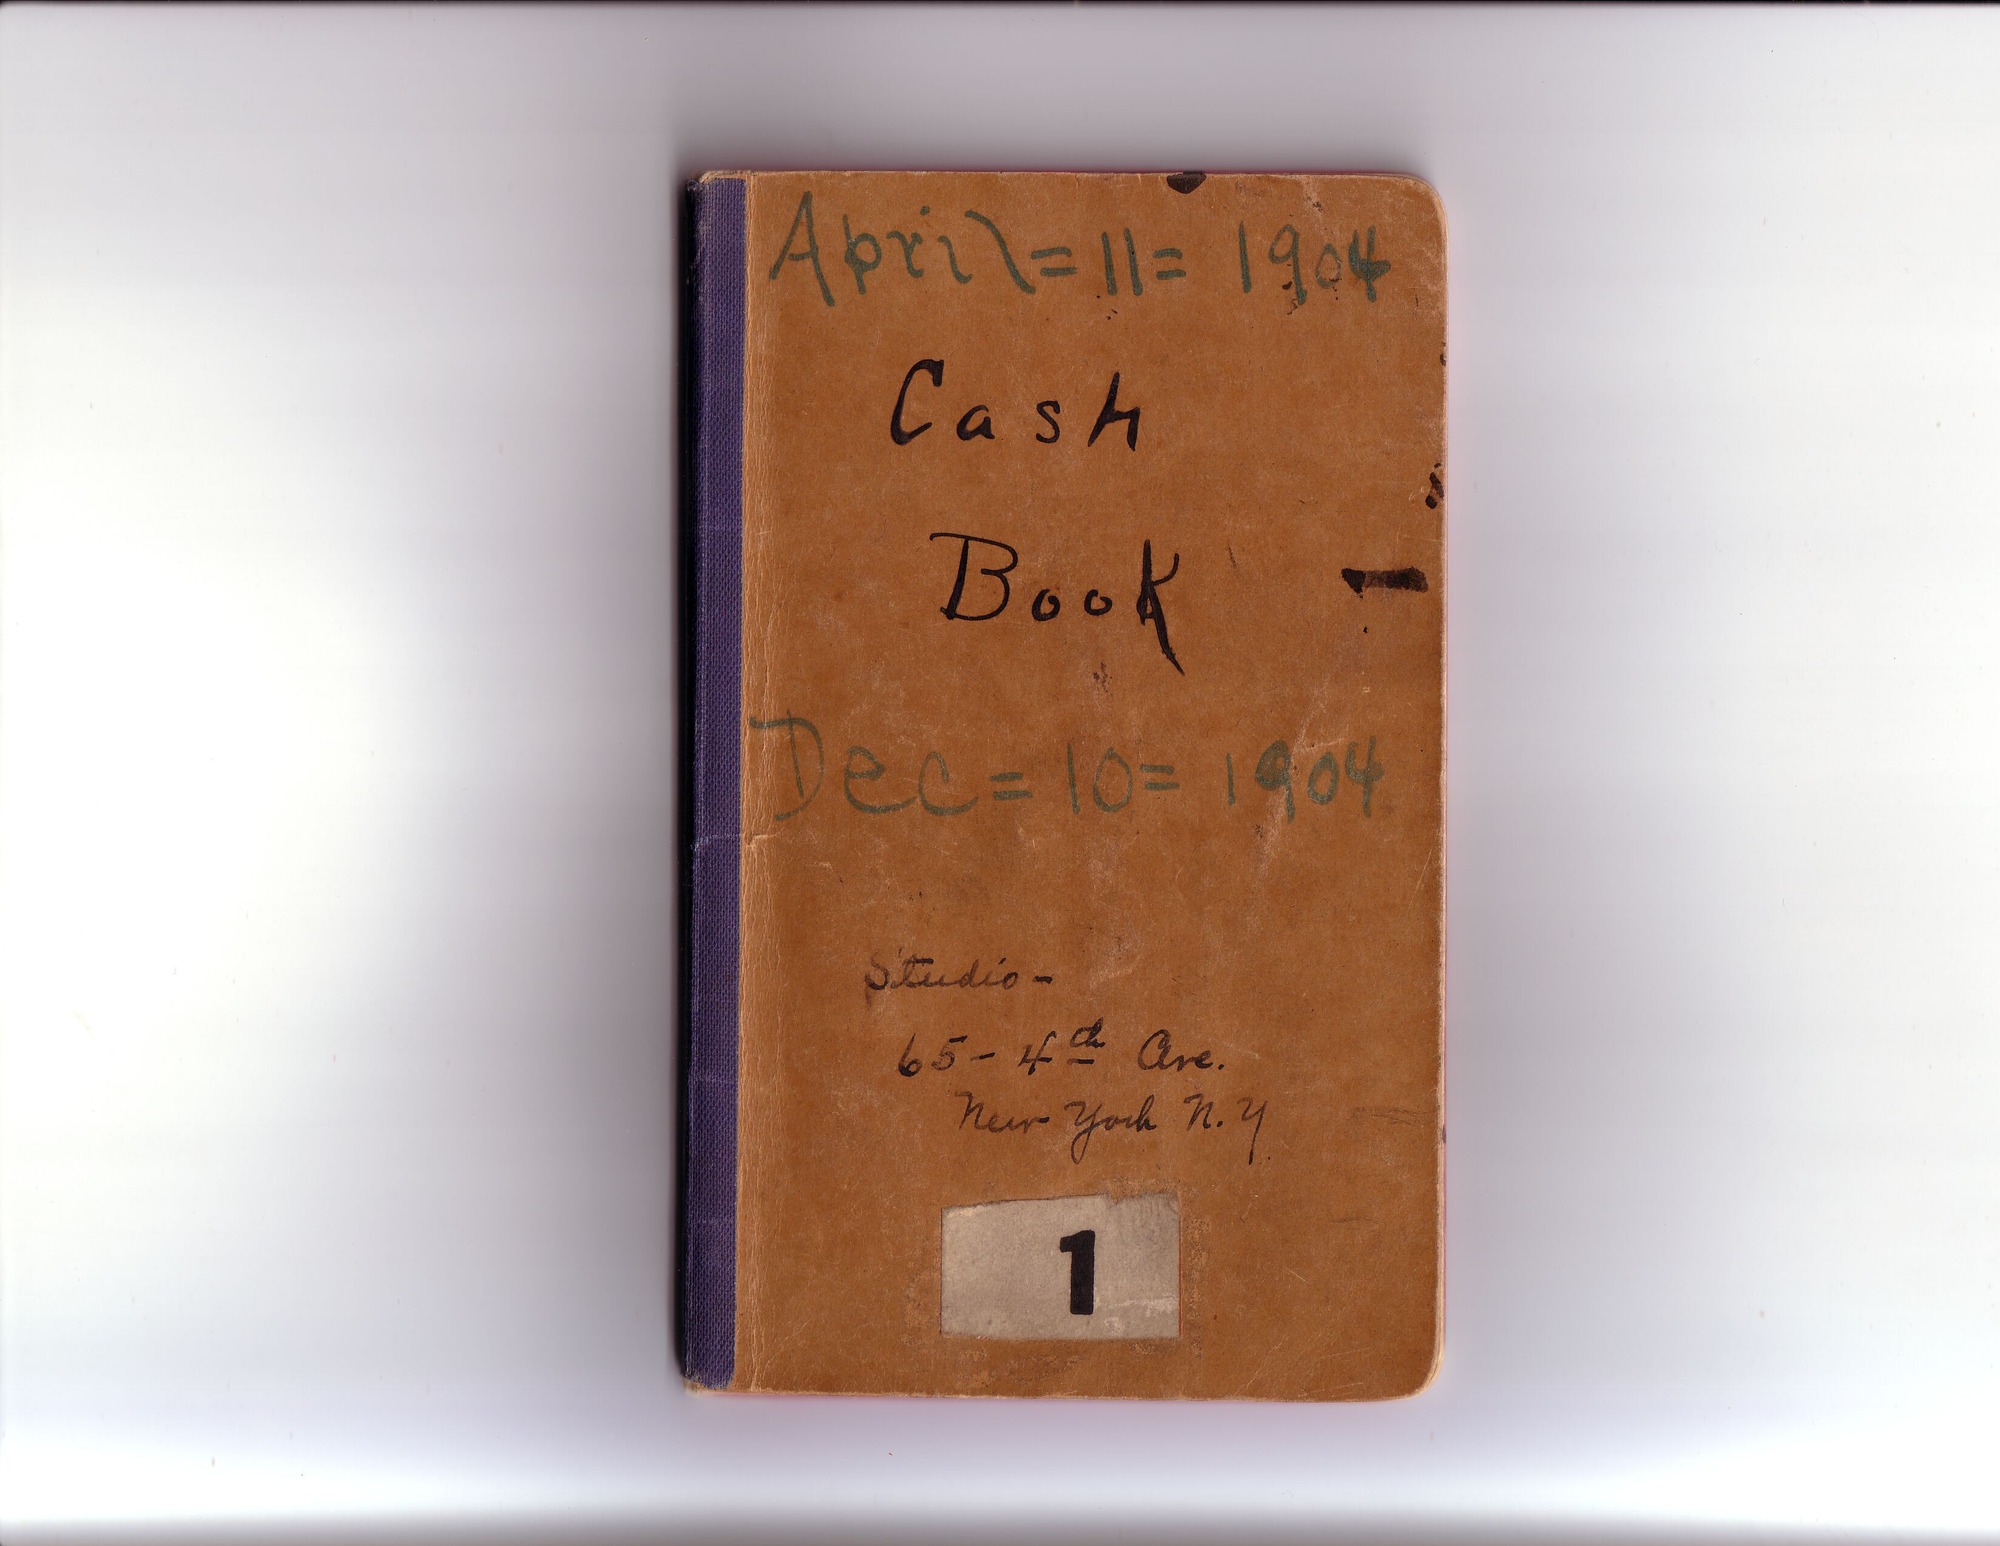 April = 11 = 1904
Cash
Book
Dec = 10 = 1904
Studio -
65 - 4th Ave.
New York N.Y.
1